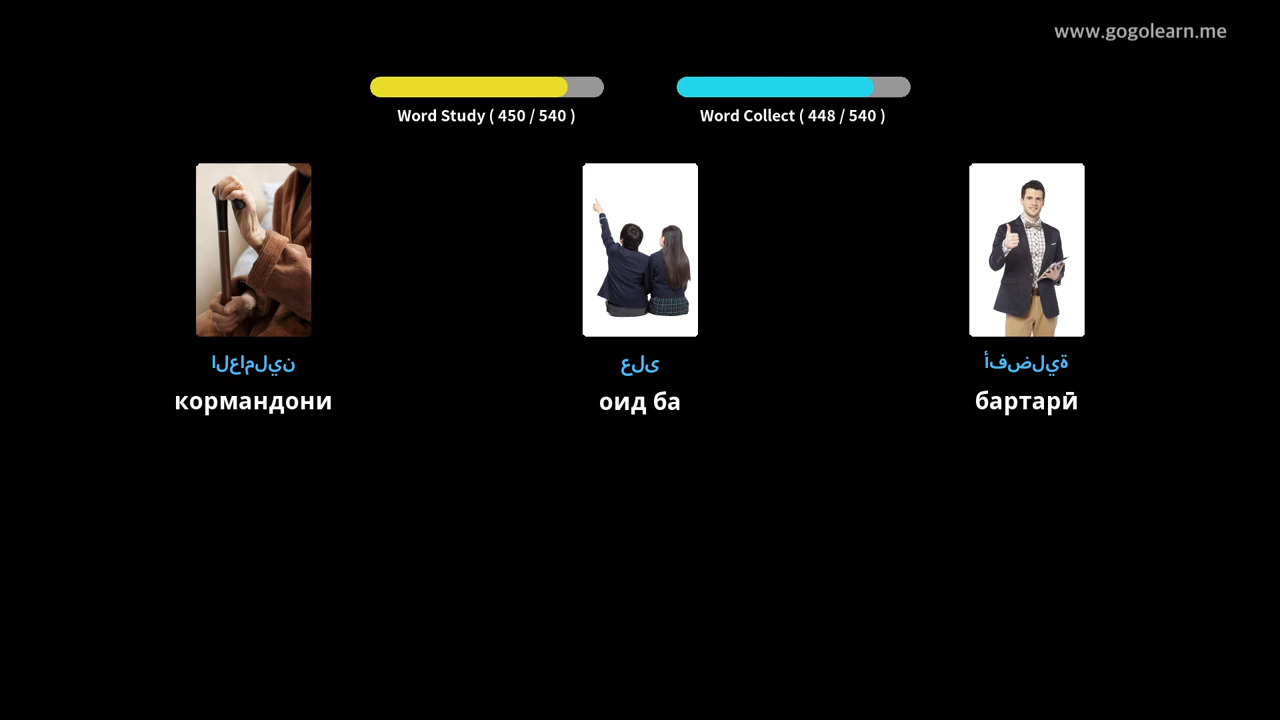 www.gogolearn.me
Word Study ( 450 / 540 )
Word Collect ( 448 / 540 )
العاملين
кормандони
على
оид ба
أفضلية
бартарӣ